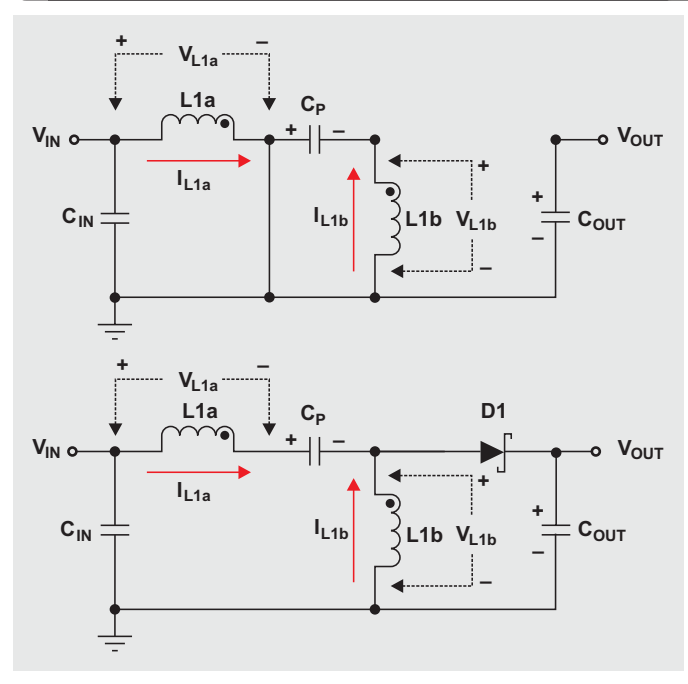 + –
V_L1a
L1a
C_P
V_IN
+ –
V_OUT
I_L1a
+
C_IN
I_L1b
L1b
V_L1b
+
–
C_OUT
–
+ –
V_L1a
L1a
C_P
D1
V_IN
+ –
V_OUT
I_L1a
+
C_IN
I_L1b
L1b
V_L1b
+
–
C_OUT
–